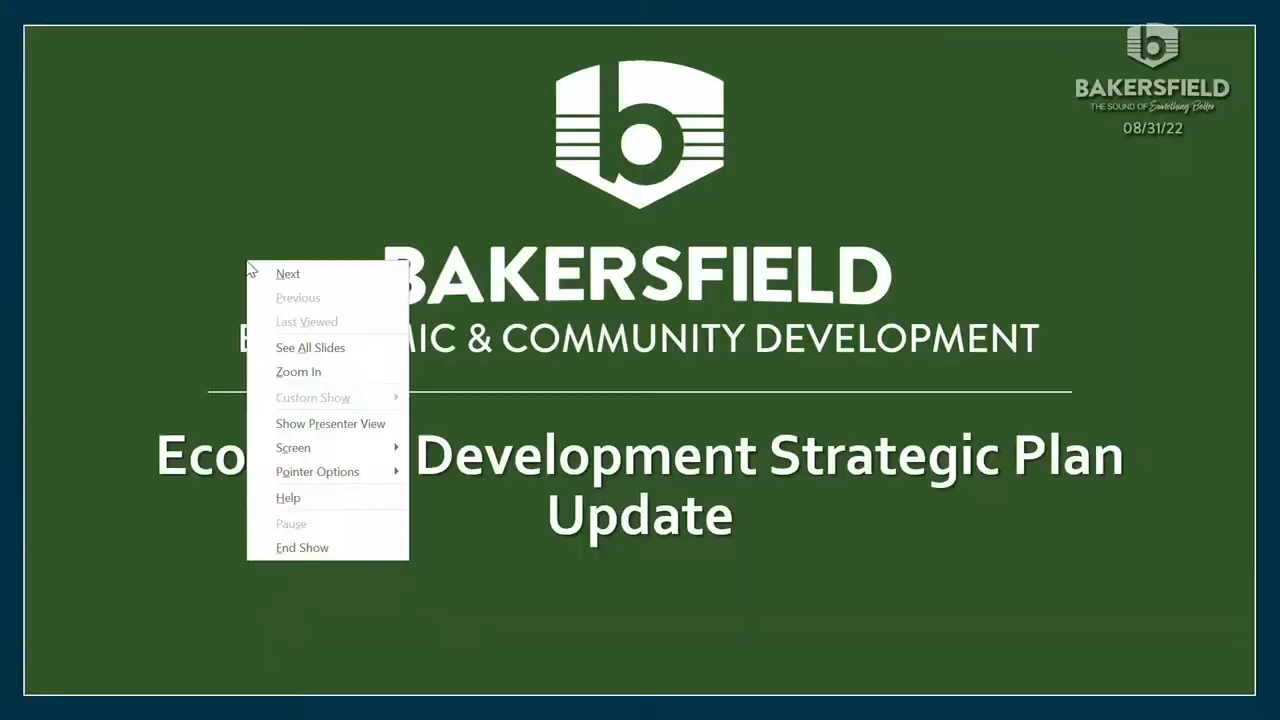 b
BAKERSFIELD
THE SOUND OF Something Better
08/31/22
b
BAKERSFIELD
E MIC & COMMUNITY DEVELOPMENT
Eco Development Strategic Plan
Update
Next
Previous
Last Viewed
See All Slides
Zoom In
Custom Show
Show Presenter View
Screen
Pointer Options
Help
Pause
End Show